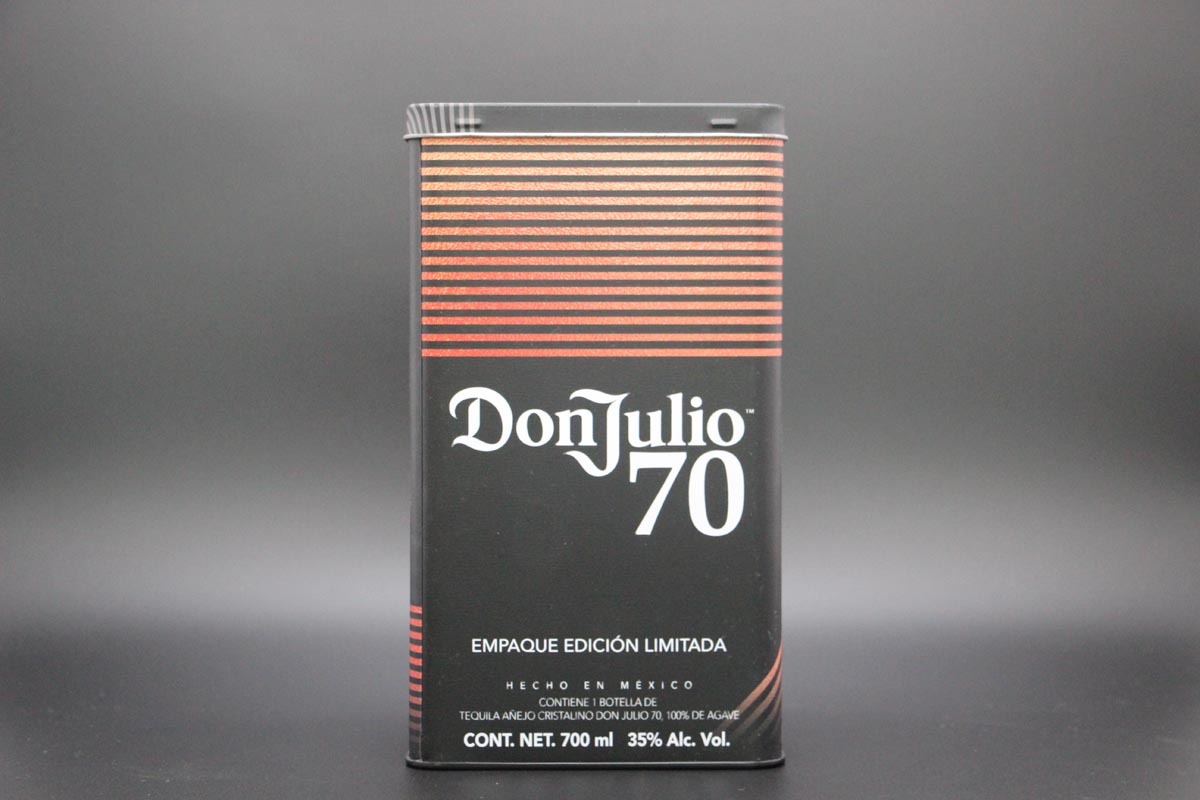 DonJulio™
70
EMPAQUE EDICIÓN LIMITADA
HECHO EN MÉXICO
CONTIENE 1 BOTELLA DE
TEQUILA AÑEJO CRISTALINO DON JULIO 70, 100% DE AGAVE
CONT. NET. 700 ml 35% Alc. Vol.